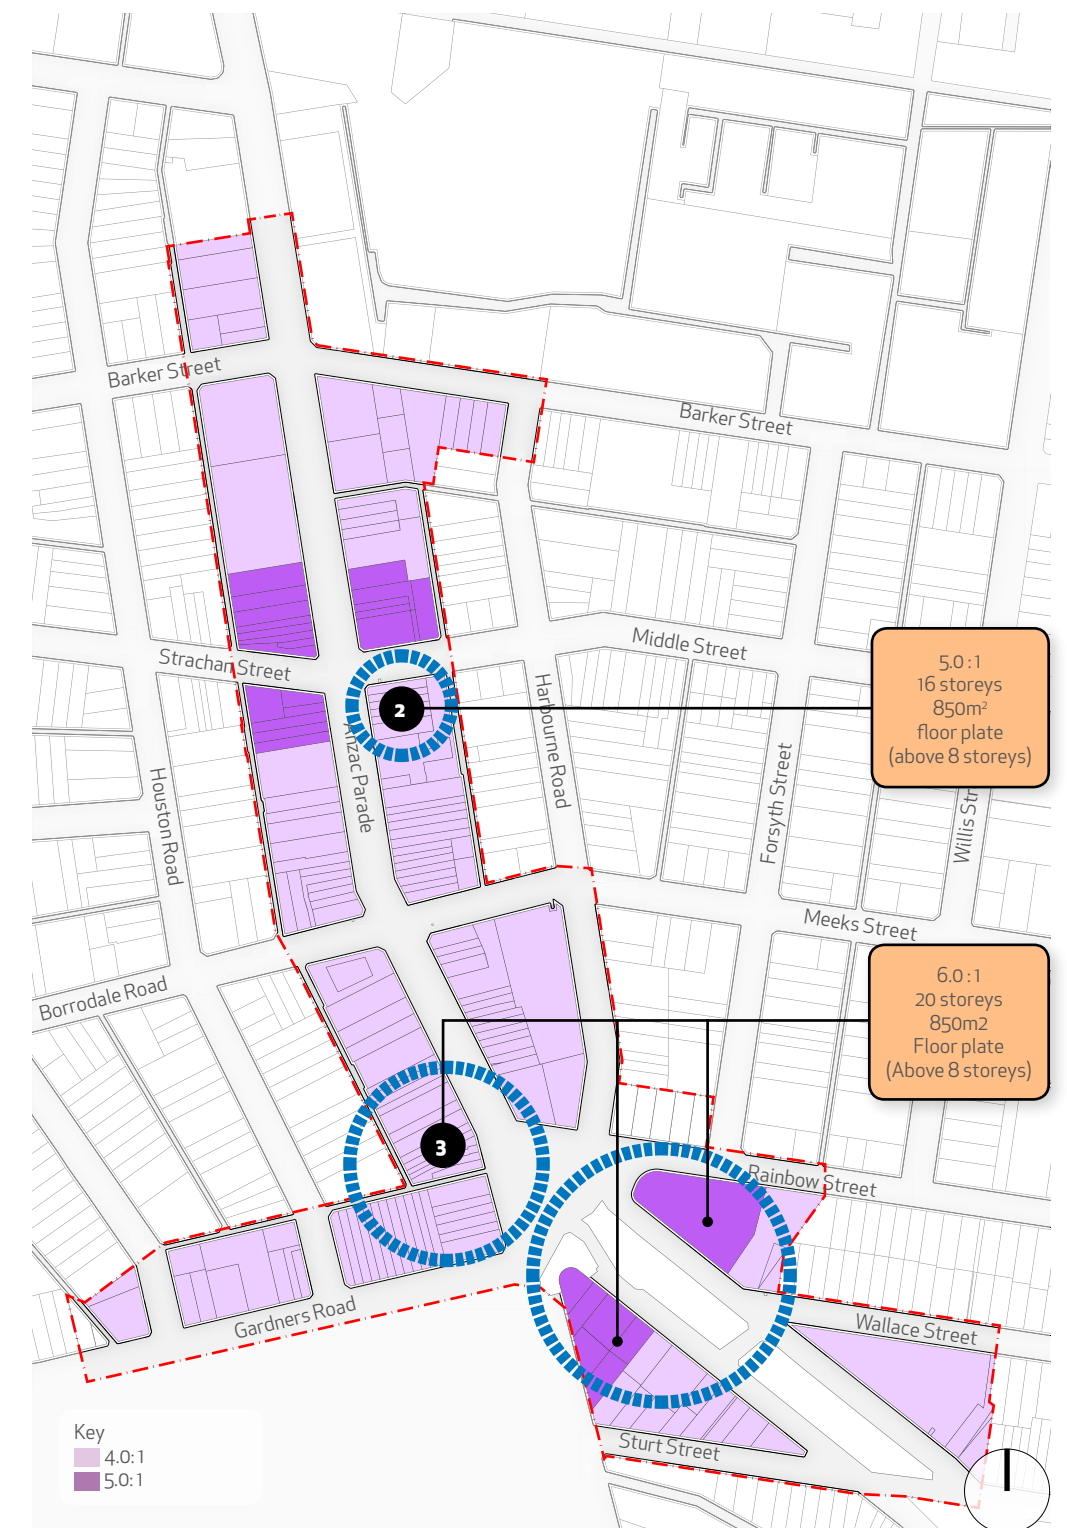 Barker Street
Barker Street
Middle Street
Strachan Street
5.0 : 1
16 storeys
850m²
floor plate
(above 8 storeys)
2
Harbourne Road
Anzac Parade
Houston Road
Forsyth Street
Willis Str
Meeks Street
6.0 : 1
20 storeys
850m2
Floor plate
(Above 8 storeys)
Borrodale Road
3
Rainbow Street
Gardners Road
Wallace Street
Sturt Street
Key
4.0:1
5.0:1